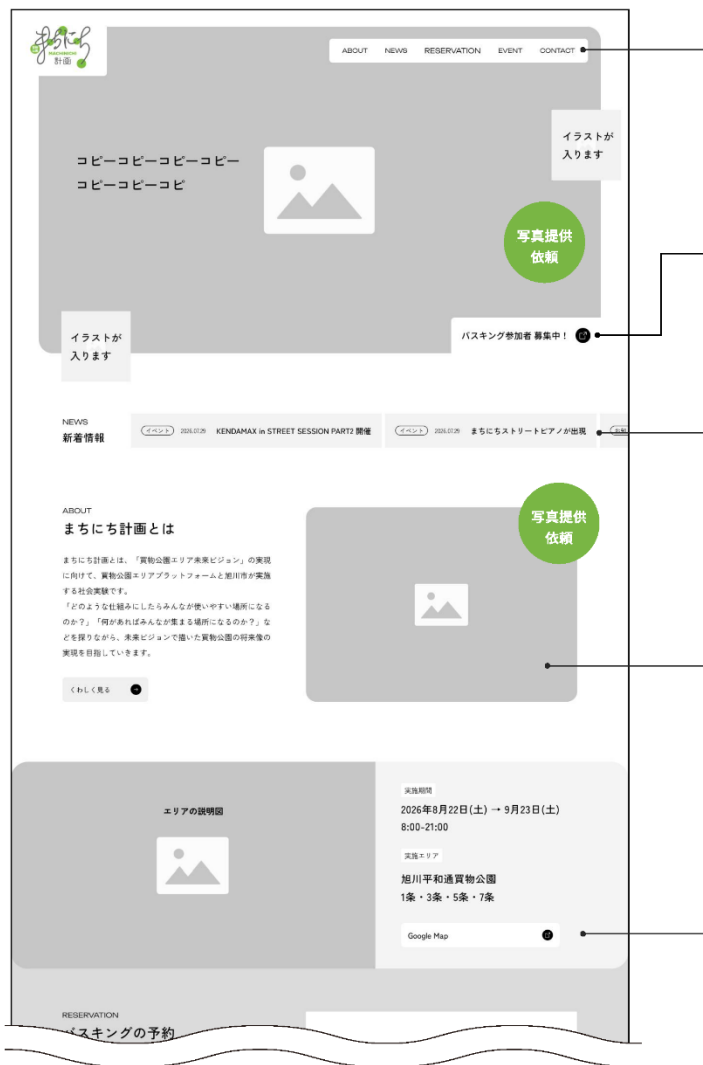 まちにち
MACHINICHI
計画
ABOUT NEWS RESERVATION EVENT CONTACT
イラストが
入ります
コピーコピーコピーコピー
コピーコピーコピ
写真提供
依頼
バスキング参加者 募集中！
イラストが
入ります
NEWS
新着情報
イベント 2026.07.29 KENDAMAX in STREET SESSION PART2 開催
イベント 2026.07.29 まちにちストリートピアノが出現
ABOUT
まちにち計画とは
まちにち計画とは、「買物公園エリア未来ビジョン」の実現
に向けて、買物公園エリアプラットフォームと旭川市が実施
する社会実験です。
「どのような仕組みにしたらみんなが使いやすい場所になる
のか？」「何があればみんなが集まる場所になるのか？」な
どを探りながら、未来ビジョンで描いた買物公園の将来像の
実現を目指していきます。
くわしく見る
写真提供
依頼
エリアの説明図
実施期間
2026年8月22日(土) → 9月23日(土)
8:00-21:00
実施エリア
旭川平和通買物公園
1条・3条・5条・7条
Google Map
RESERVATION
バスキングの予約